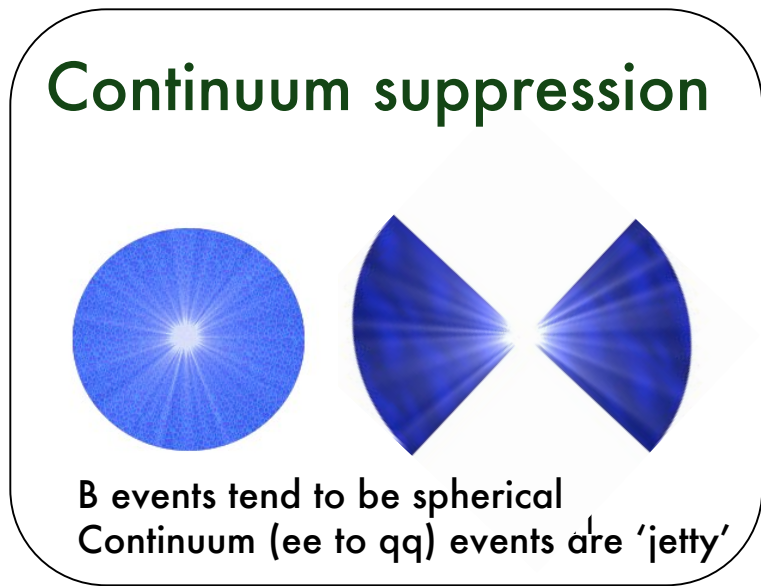 Continuum suppression
B events tend to be spherical
Continuum (ee to qq) events are ‘jetty’